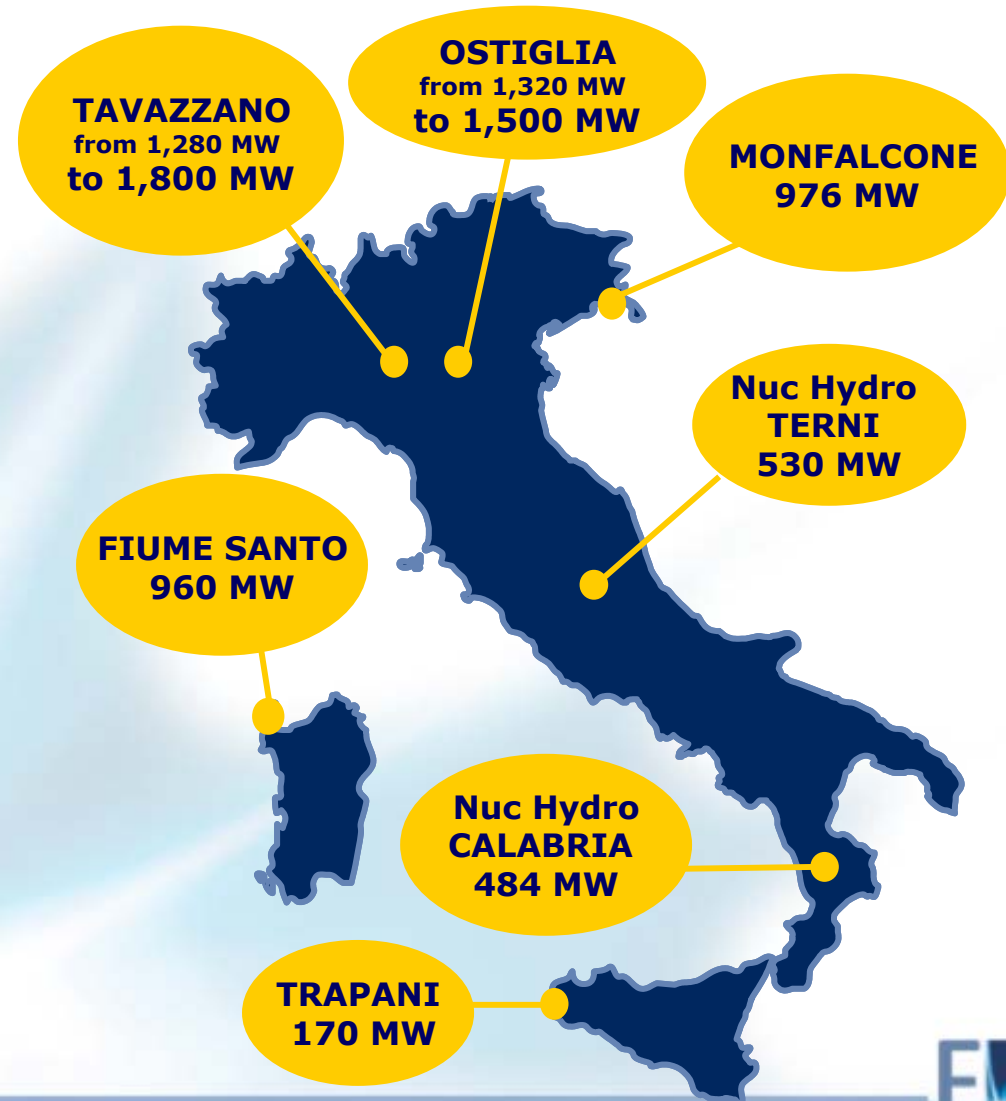 OSTIGLIA
from 1,320 MW
to 1,500 MW
TAVAZZANO
from 1,280 MW
to 1,800 MW
MONFALCONE
976 MW
Nuc Hydro
TERNI
530 MW
FIUME SANTO
960 MW
Nuc Hydro
CALABRIA
484 MW
TRAPANI
170 MW
E